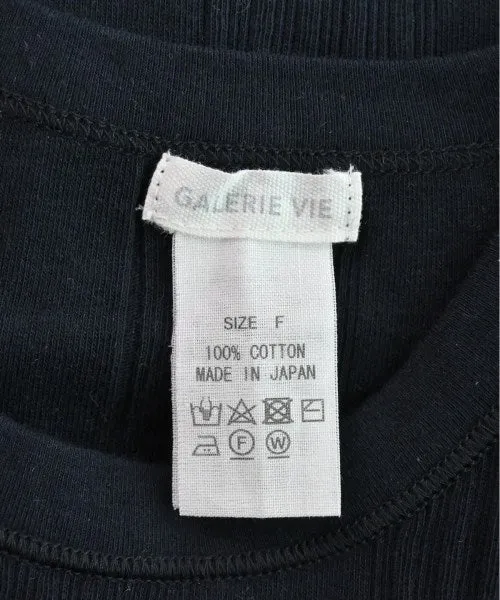 GALERIE VIE
SIZE F
100% COTTON
MADE IN JAPAN
F W